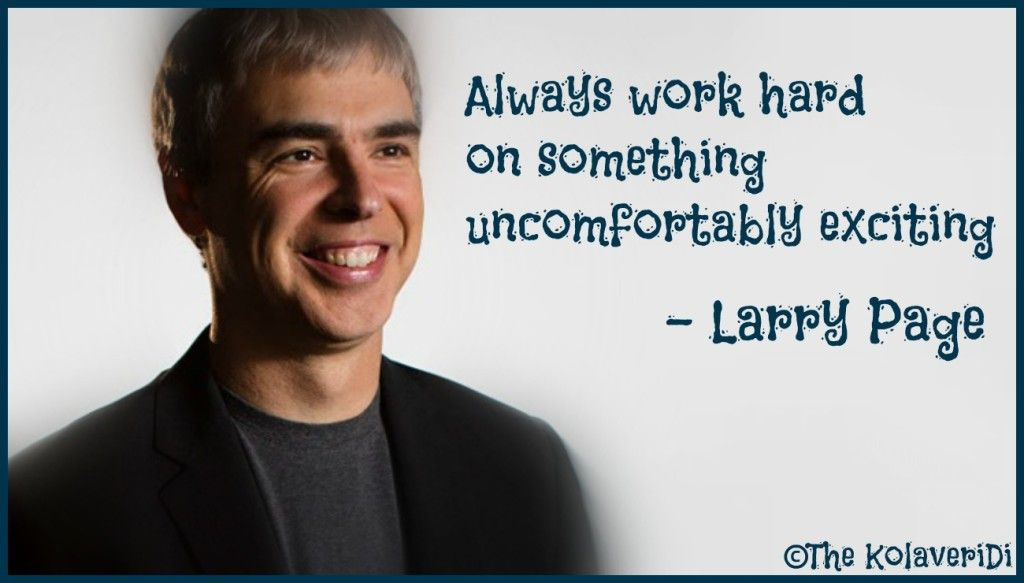 Always work hard
on something
uncomfortably exciting
- Larry Page
©The KolaveriDi